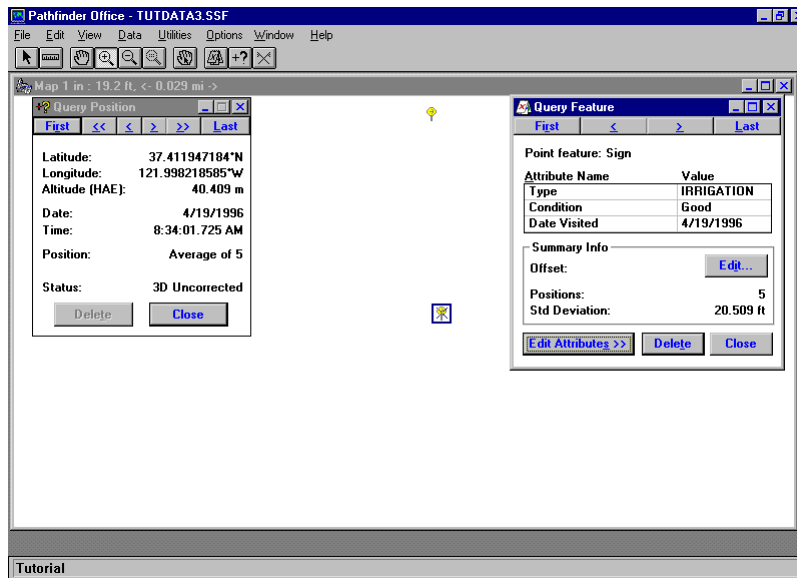 Pathfinder Office - TUTDATA3.SSF
File Edit View Data Utilities Options Window Help
+?
Map 1 in : 19.2 ft, <- 0.029 mi ->
+? Query Position
First << < > >> Last
Latitude: 37.411947184°N
Longitude: 121.998218585°W
Altitude (HAE): 40.409 m
Date: 4/19/1996
Time: 8:34:01.725 AM
Position: Average of 5
Status: 3D Uncorrected
Delete Close
Query Feature
First < > Last
Point feature: Sign
Attribute Name Value
Type IRRIGATION
Condition Good
Date Visited 4/19/1996
Summary Info
Offset: Edit...
Positions: 5
Std Deviation: 20.509 ft
Edit Attributes >> Delete Close
Tutorial